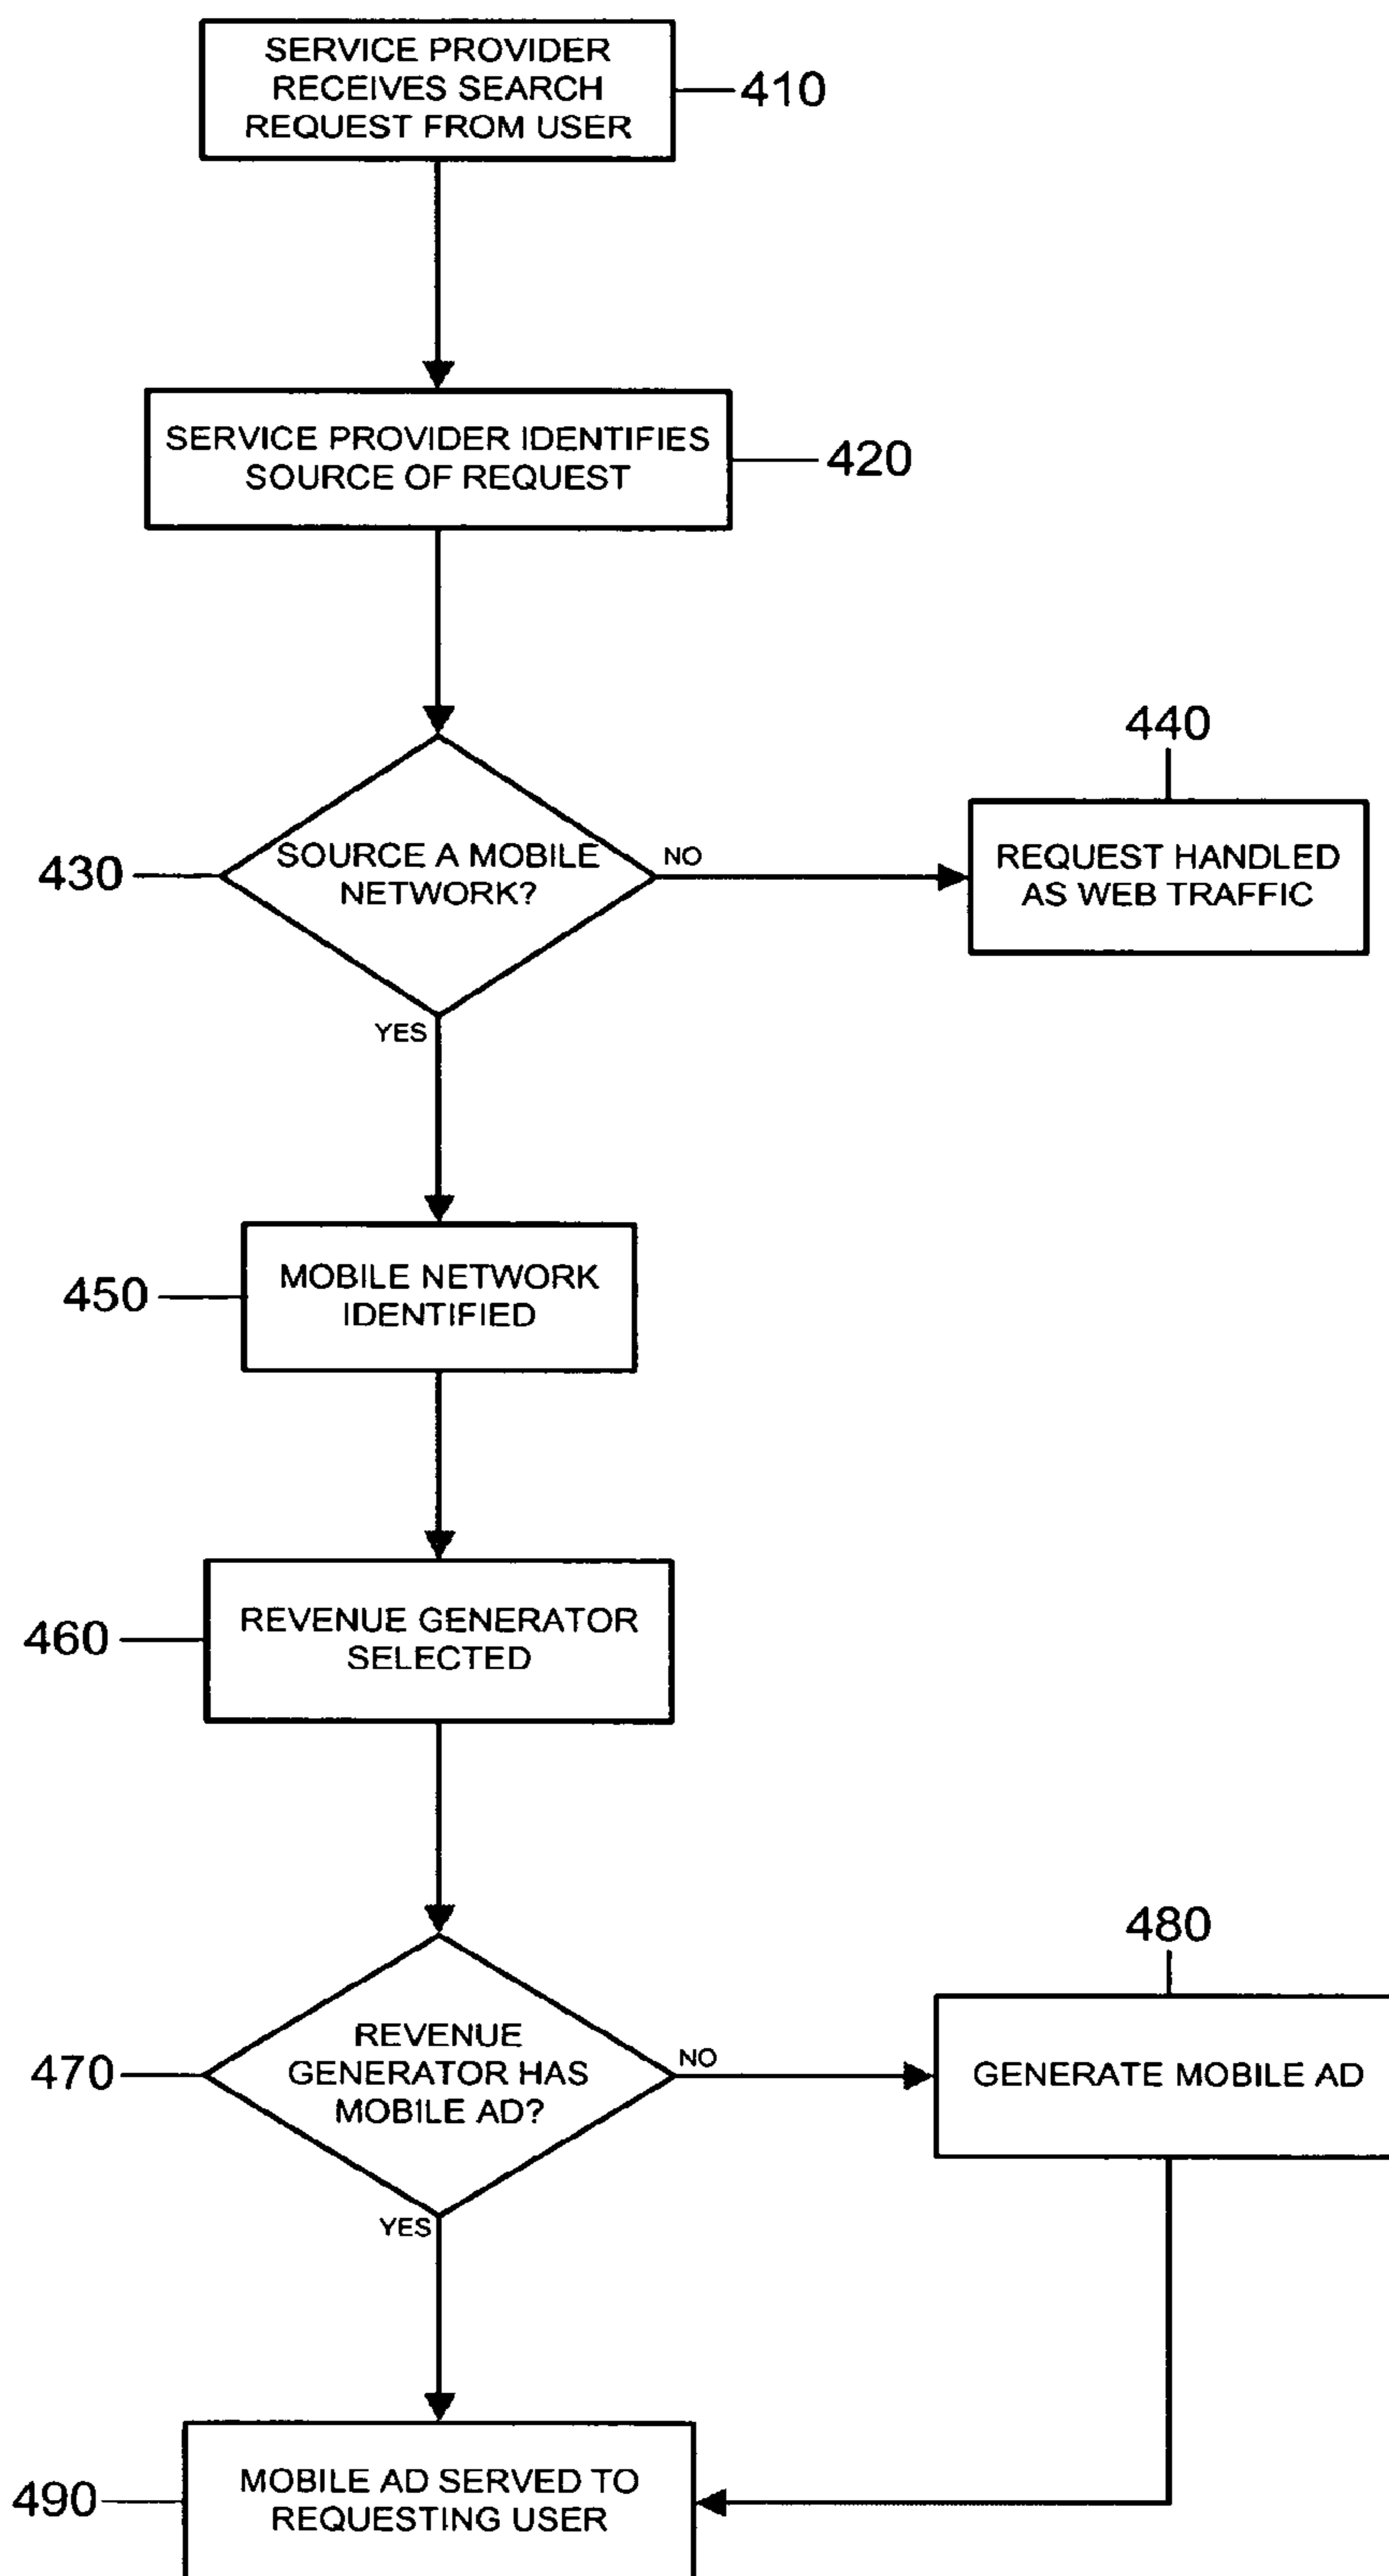 SERVICE PROVIDER
RECEIVES SEARCH
REQUEST FROM USER
410
SERVICE PROVIDER IDENTIFIES
SOURCE OF REQUEST
420
430
SOURCE A MOBILE
NETWORK?
NO
YES
440
REQUEST HANDLED
AS WEB TRAFFIC
450
MOBILE NETWORK
IDENTIFIED
460
REVENUE GENERATOR
SELECTED
470
REVENUE
GENERATOR HAS
MOBILE AD?
NO
YES
480
GENERATE MOBILE AD
490
MOBILE AD SERVED TO
REQUESTING USER